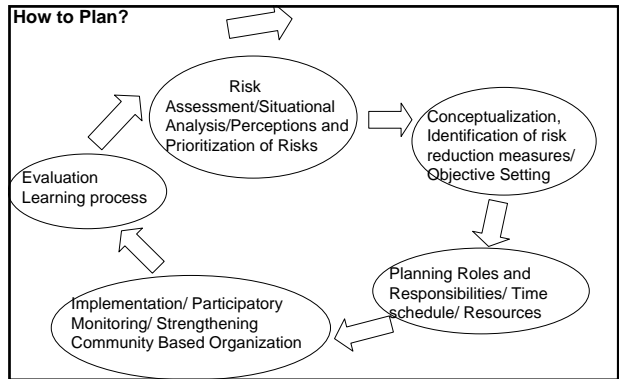 How to Plan?
Risk
Assessment/Situational
Analysis/Perceptions and
Prioritization of Risks
Conceptualization,
Identification of risk
reduction measures/
Objective Setting
Planning Roles and
Responsibilities/ Time
schedule/ Resources
Implementation/ Participatory
Monitoring/ Strengthening
Community Based Organization
Evaluation
Learning process